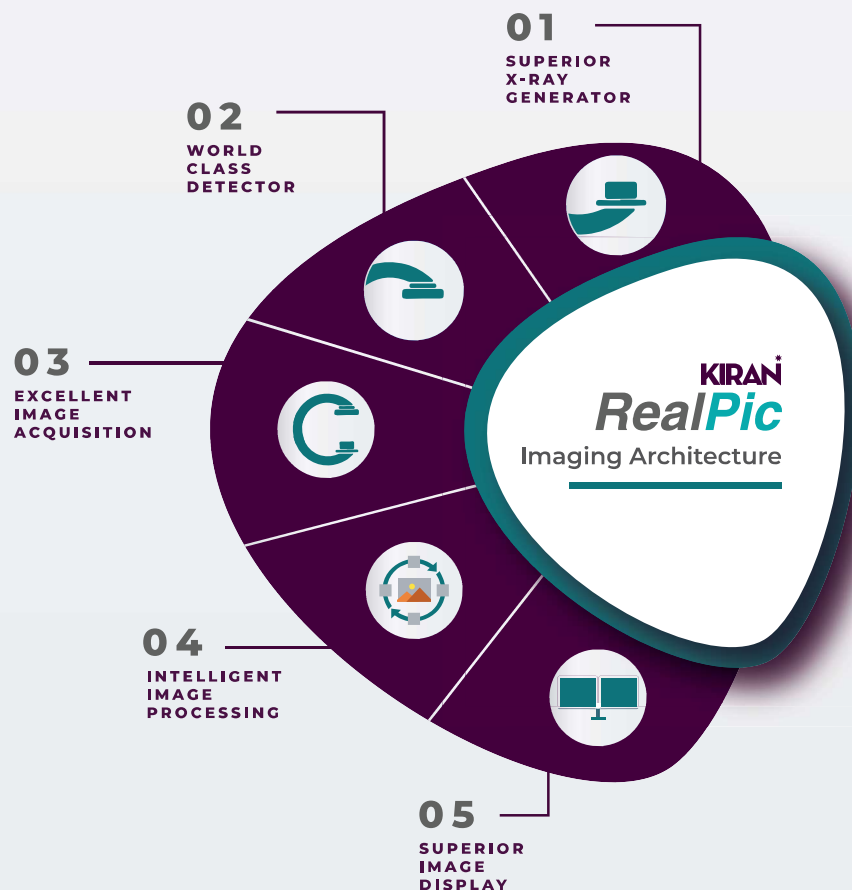 01
SUPERIOR
X-RAY
GENERATOR
02
WORLD
CLASS
DETECTOR
03
EXCELLENT
IMAGE
ACQUISITION
KIRAN
RealPic
Imaging Architecture
04
INTELLIGENT
IMAGE
PROCESSING
05
SUPERIOR
IMAGE
DISPLAY